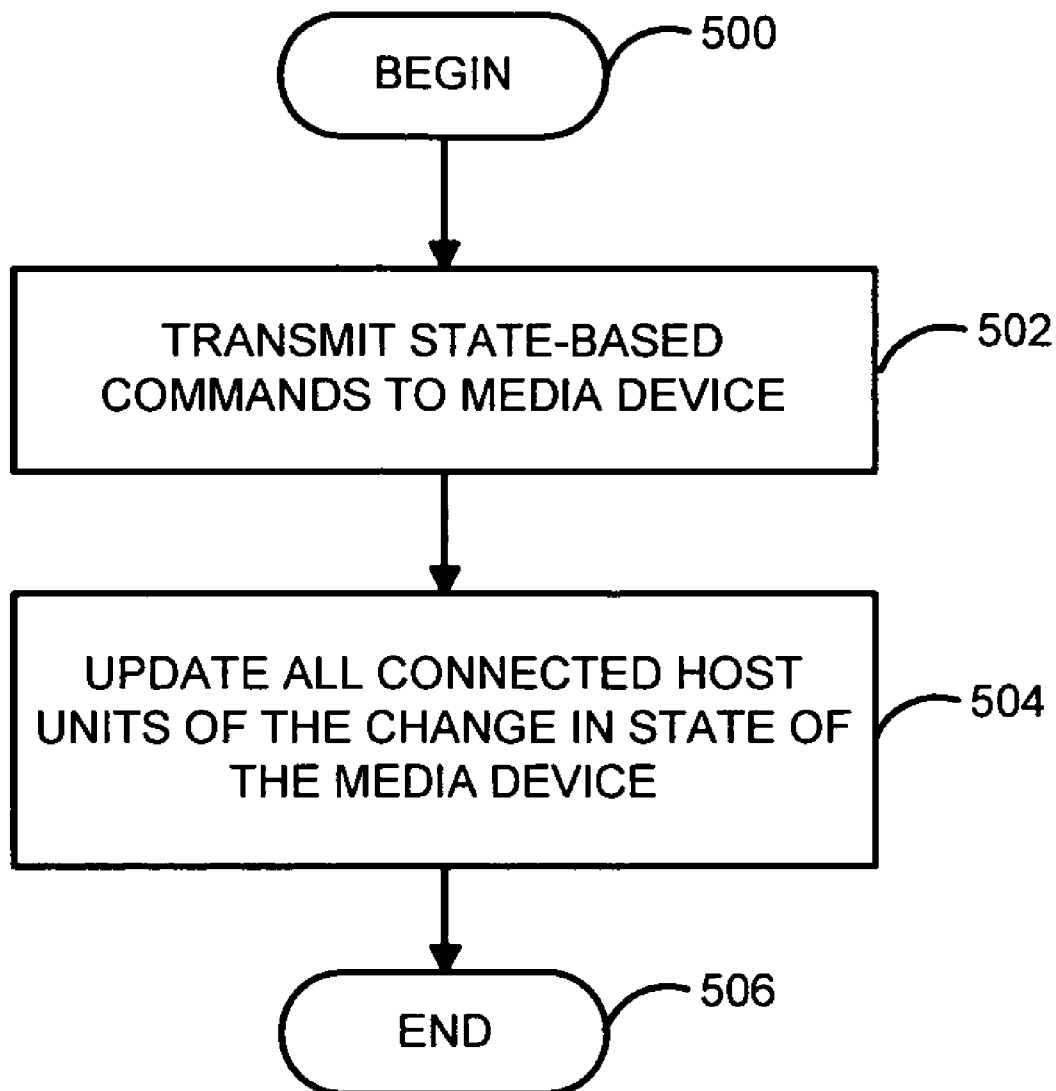 BEGIN
500
TRANSMIT STATE-BASED
COMMANDS TO MEDIA DEVICE
502
UPDATE ALL CONNECTED HOST
UNITS OF THE CHANGE IN STATE OF
THE MEDIA DEVICE
504
END
506